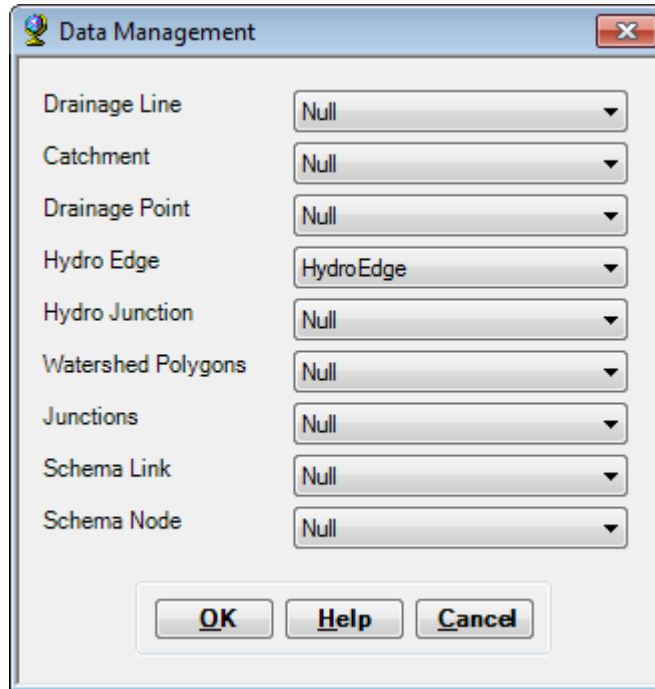 Data Management
Drainage Line Null
Catchment Null
Drainage Point Null
Hydro Edge HydroEdge
Hydro Junction Null
Watershed Polygons Null
Junctions Null
Schema Link Null
Schema Node Null
OK Help Cancel